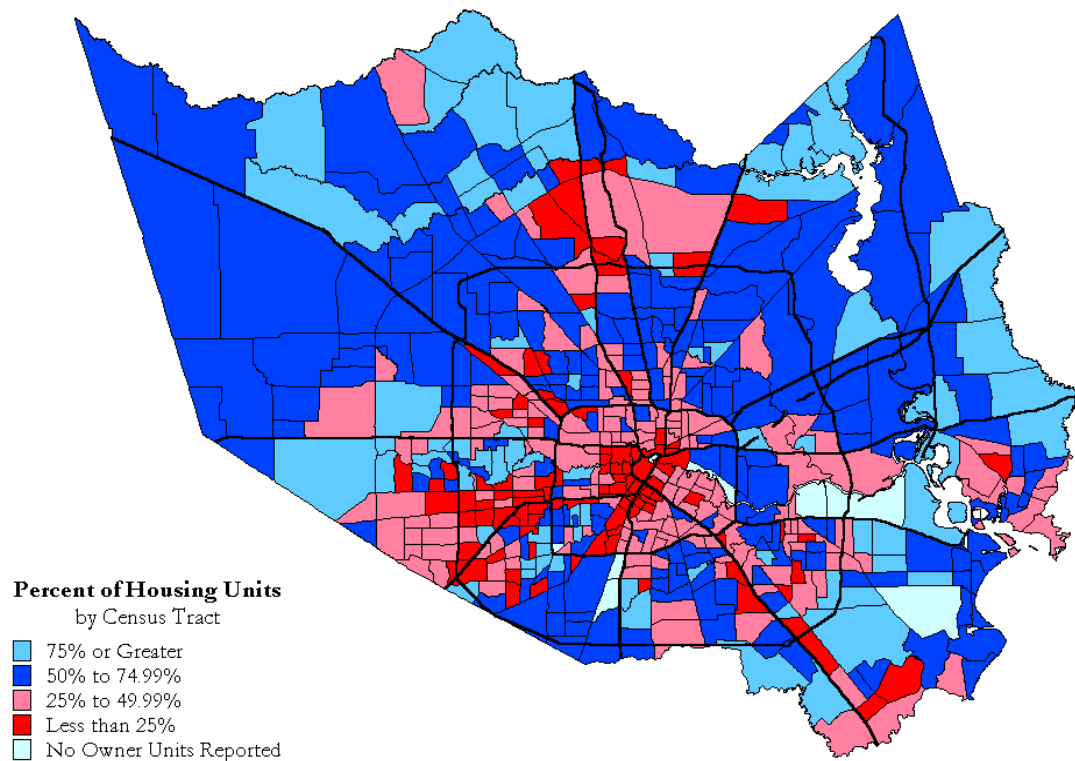 Percent of Housing Units
by Census Tract
75% or Greater
50% to 74.99%
25% to 49.99%
Less than 25%
No Owner Units Reported